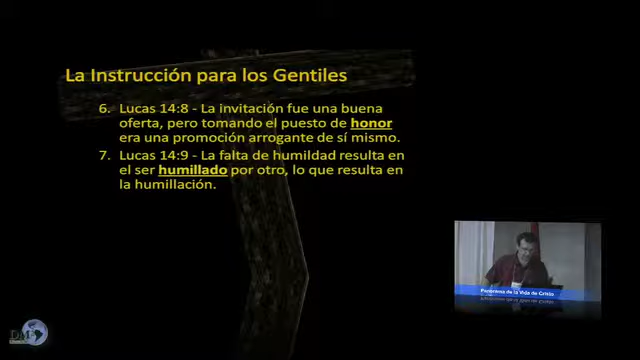 La Instrucción para los Gentiles
6. Lucas 14:8 - La invitación fue una buena
oferta, pero tomando el puesto de honor
era una promoción arrogante de sí mismo.
7. Lucas 14:9 - La falta de humildad resulta en
el ser humillado por otro, lo que resulta en
la humillación.
Panorama de la Vida de Cristo
DM